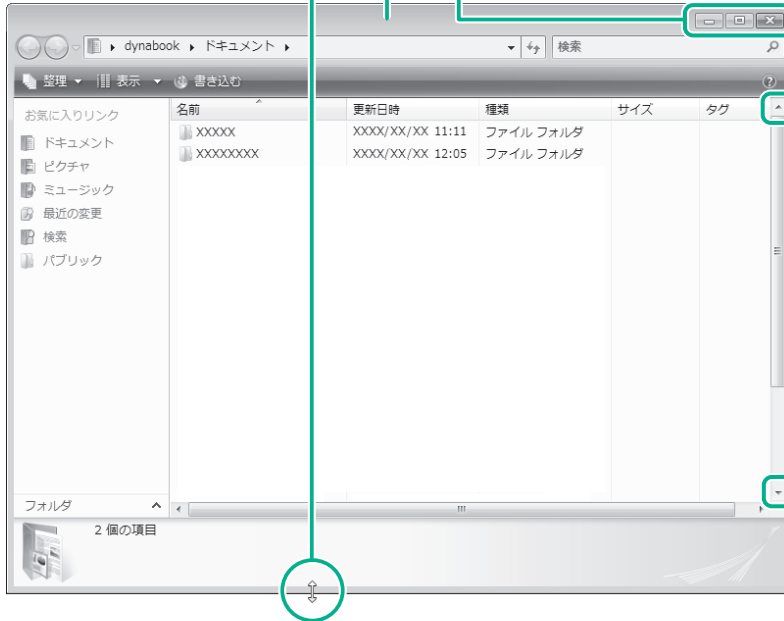 dynabook ドキュメント
検索
整理 表示 書き込む
お気に入りリンク
ドキュメント
ピクチャ
ミュージック
最近の変更
検索
パブリック
フォルダ
名前 更新日時 種類 サイズ タグ
XXXXX XXXX/XX/XX 11:11 ファイル フォルダ
XXXXXXXX XXXX/XX/XX 12:05 ファイル フォルダ
2 個の項目